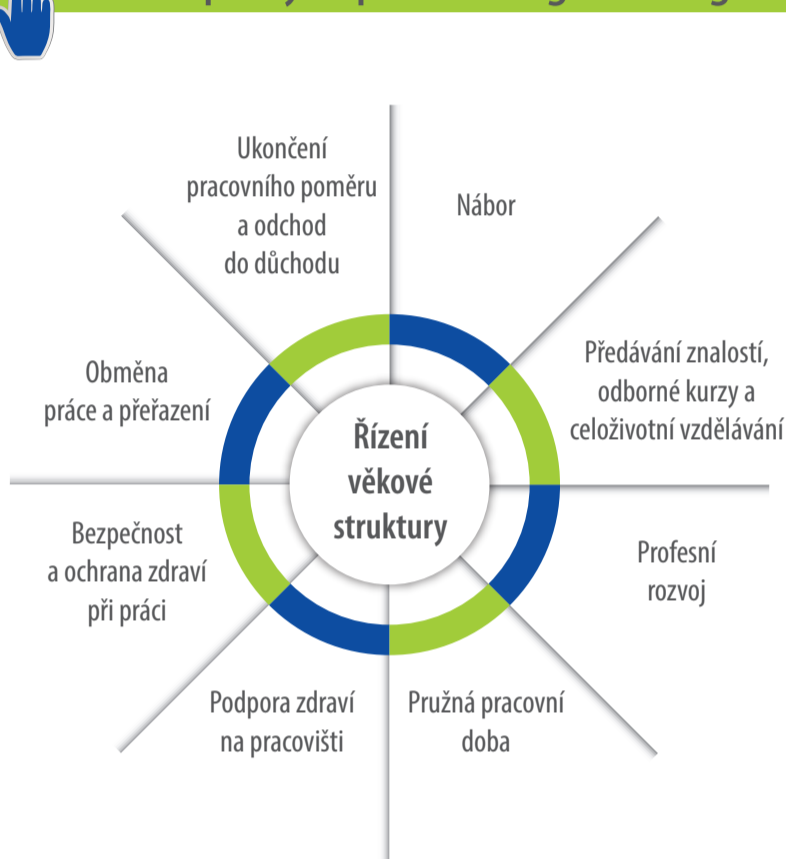 Ukončení
pracovního poměru
a odchod
do důchodu
Nábor
Předávání znalostí,
odborné kurzy a
celoživotní vzdělávání
Profesní
rozvoj
Pružná pracovní
doba
Podpora zdraví
na pracovišti
Bezpečnost
a ochrana zdraví
při práci
Obměna
práce a přeřazení
Řízení
věkové
struktury